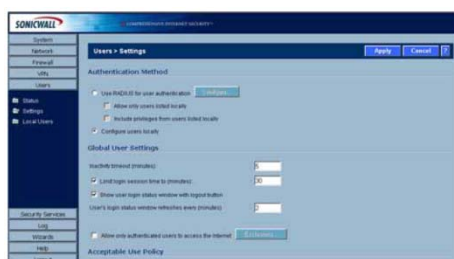 SONICWALL
COMPREHENSIVE INTERNET SECURITY
System
Network
Firewall
VPN
Users
Status
Settings
Local Users
Security Services
Log
Wizards
Help
Users > Settings
Apply Cancel ?
Authentication Method
Use RADIUS for user authentication Configure...
Allow only users listed locally
Include privileges from users listed locally
Configure users locally
Global User Settings
Inactivity timeout (minutes): 5
Limit login session time to (minutes): 30
Show user login status window with logout button
User's login status window refreshes every (minutes): 2
Allow only authenticated users to access the internet
Acceptable Use Policy